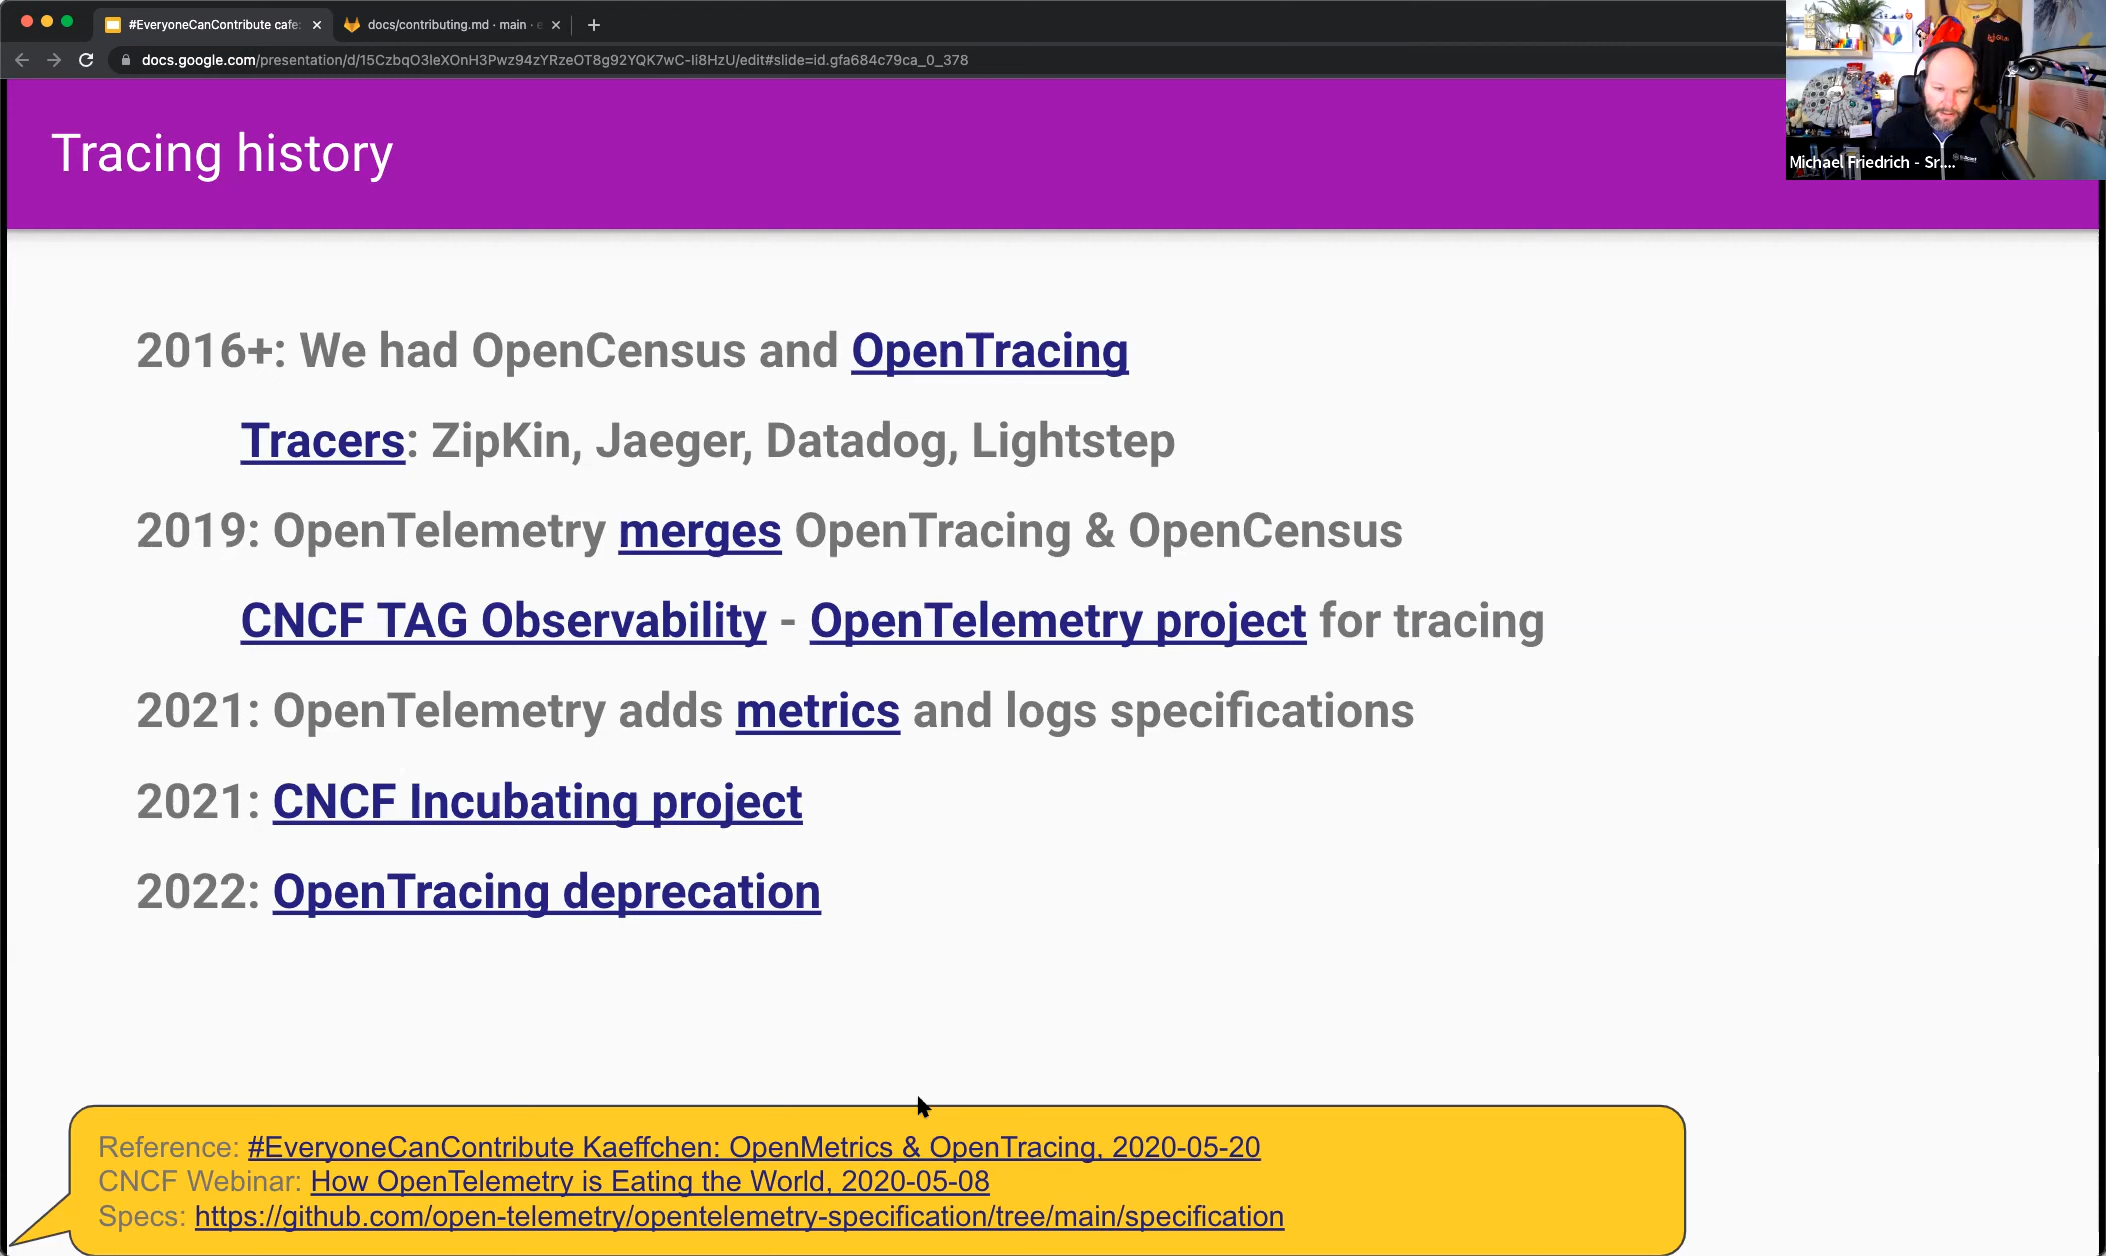 #EveryoneCanContribute cafe:
docs/contributing.md · main ·
docs.google.com/presentation/d/15CzbqO3IeXOnH3Pwz94zYRzeOT8g92YQK7wC-Ii8HzU/edit#slide=id.gfa684c79ca_0_378
Michael Friedrich - Sr....
Tracing history
2016+: We had OpenCensus and OpenTracing
Tracers: ZipKin, Jaeger, Datadog, Lightstep
2019: OpenTelemetry merges OpenTracing & OpenCensus
CNCF TAG Observability - OpenTelemetry project for tracing
2021: OpenTelemetry adds metrics and logs specifications
2021: CNCF Incubating project
2022: OpenTracing deprecation
Reference: #EveryoneCanContribute Kaeffchen: OpenMetrics & OpenTracing, 2020-05-20
CNCF Webinar: How OpenTelemetry is Eating the World, 2020-05-08
Specs: https://github.com/open-telemetry/opentelemetry-specification/tree/main/specification